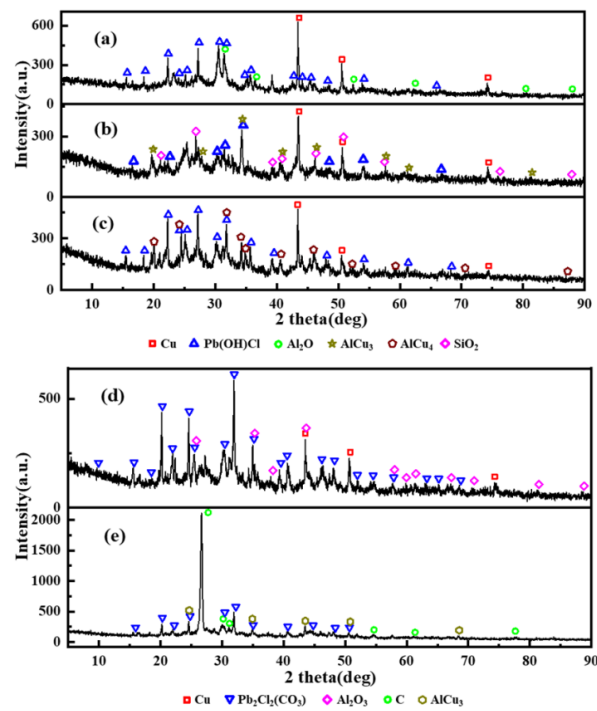 600
(a)
300
0
(b)
300
0
(c)
450
0
10 20 30 40 50 60 70 80 90
2 theta(deg)
Intensity(a.u.)
Cu Pb(OH)Cl Al₂O AlCu₃ AlCu₄ SiO₂
500
(d)
0
2000
(e)
1500
1000
500
0
10 20 30 40 50 60 70 80 90
2 theta(deg)
Intensity(a.u.)
Cu Pb₂Cl₂(CO₃) Al₂O₃ C AlCu₃